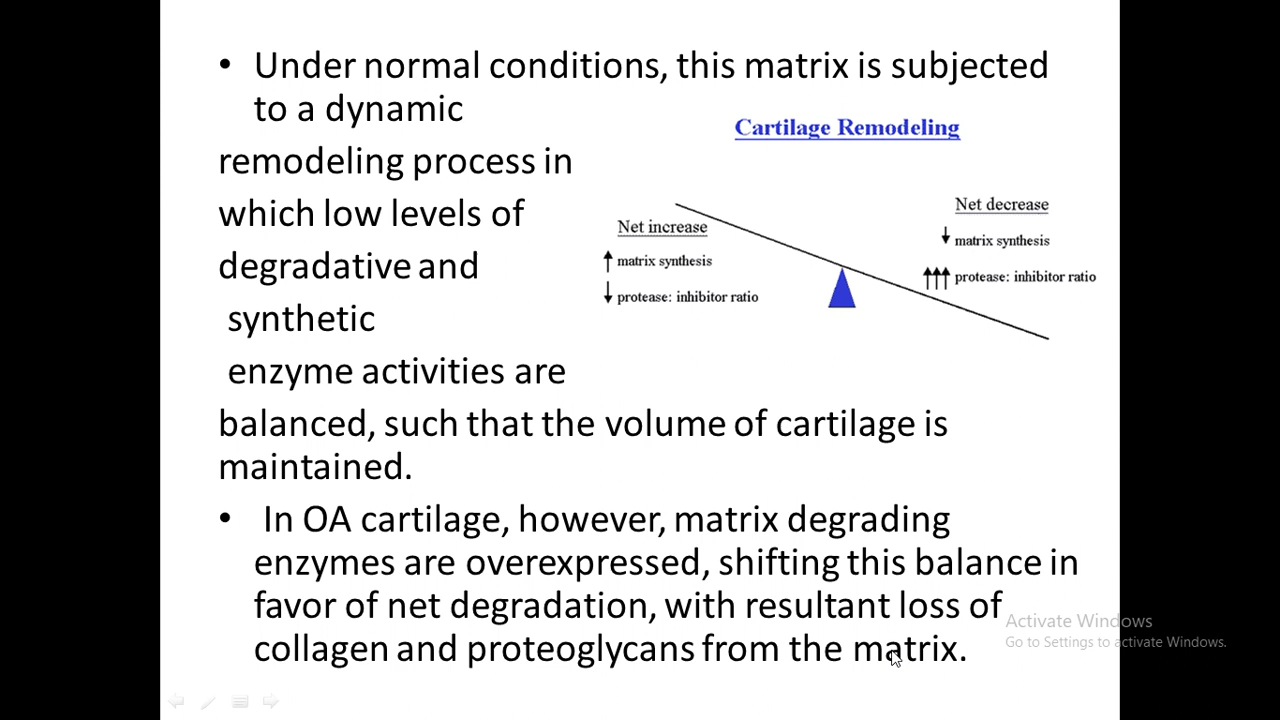 • Under normal conditions, this matrix is subjected
to a dynamic
remodeling process in
which low levels of
degradative and
synthetic
enzyme activities are
balanced, such that the volume of cartilage is
maintained.
Cartilage Remodeling
Net increase
↑ matrix synthesis
↓ protease: inhibitor ratio
Net decrease
↓ matrix synthesis
↑↑↑ protease: inhibitor ratio
• In OA cartilage, however, matrix degrading
enzymes are overexpressed, shifting this balance in
favor of net degradation, with resultant loss of
collagen and proteoglycans from the matrix.
Activate Windows
Go to Settings to activate Windows.